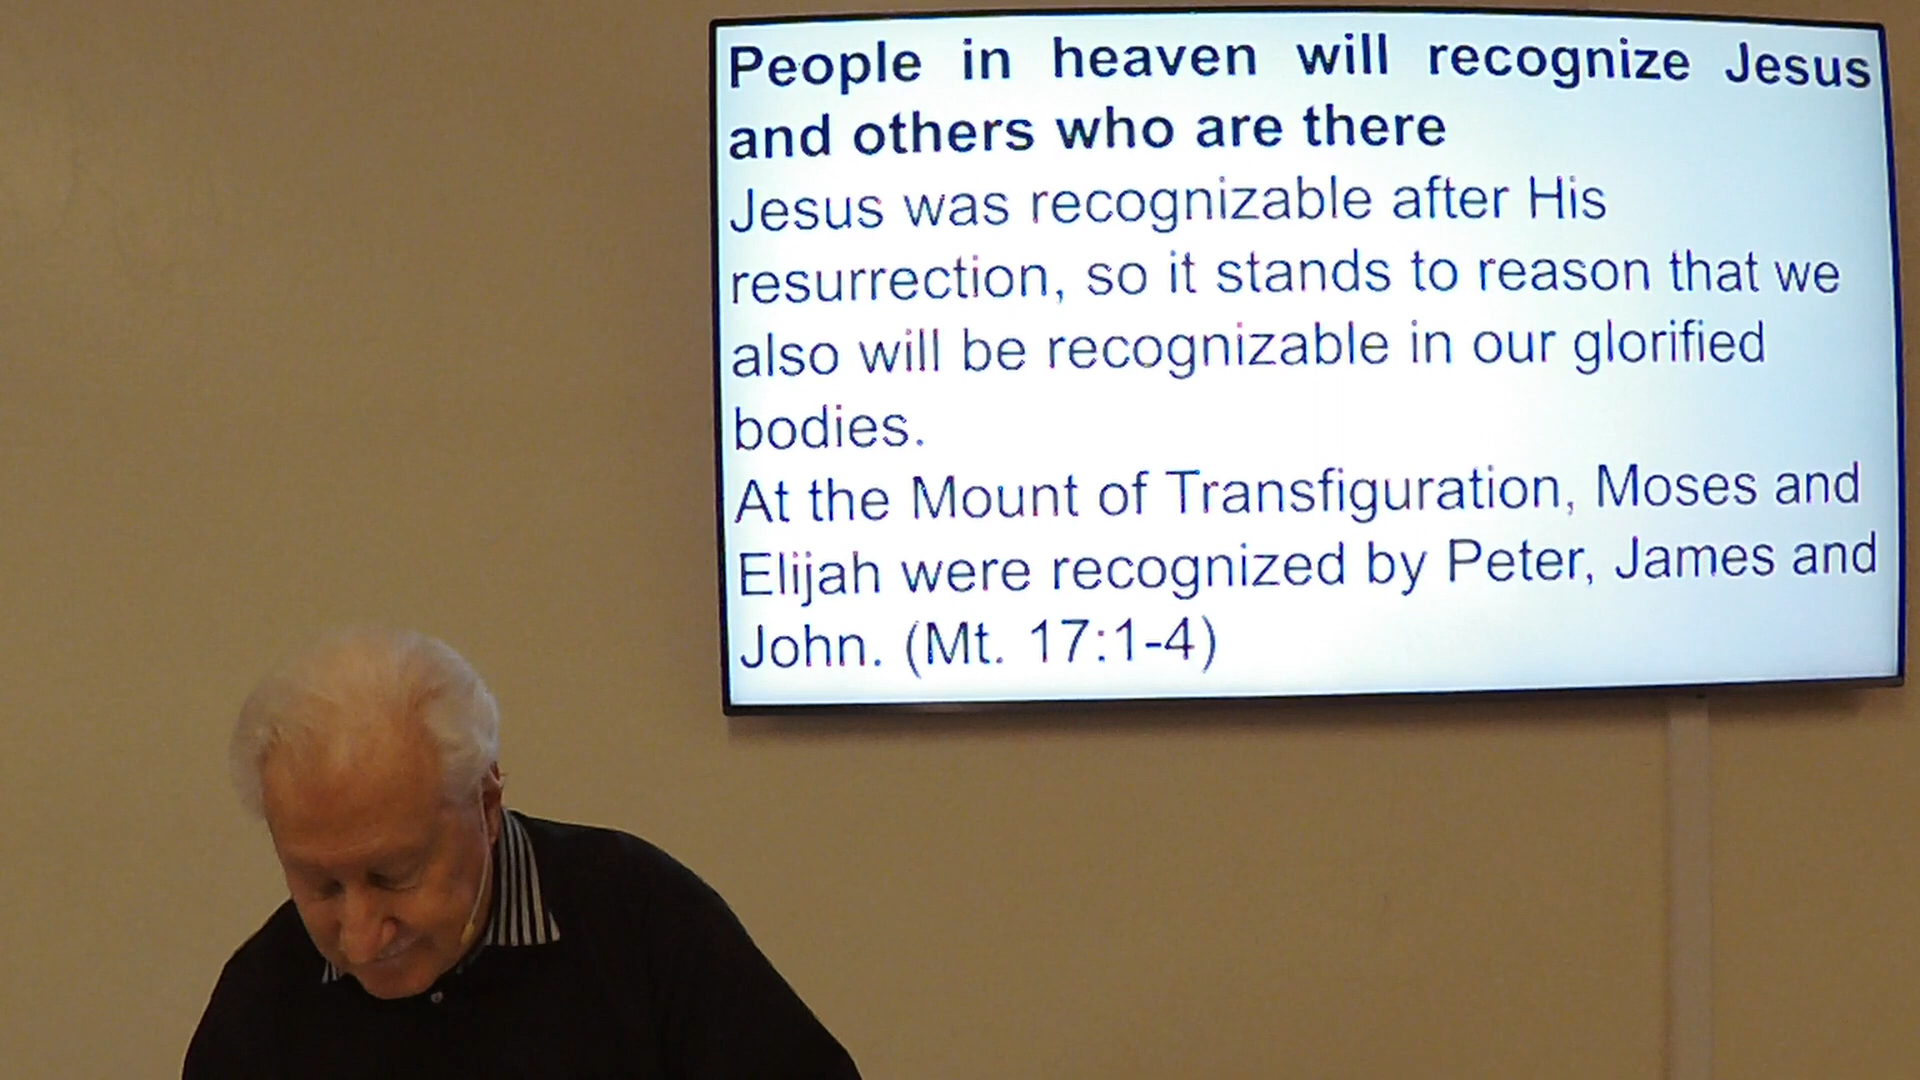 People in heaven will recognize Jesus
and others who are there
Jesus was recognizable after His
resurrection, so it stands to reason that we
also will be recognizable in our glorified
bodies.
At the Mount of Transfiguration, Moses and
Elijah were recognized by Peter, James and
John. (Mt. 17:1-4)